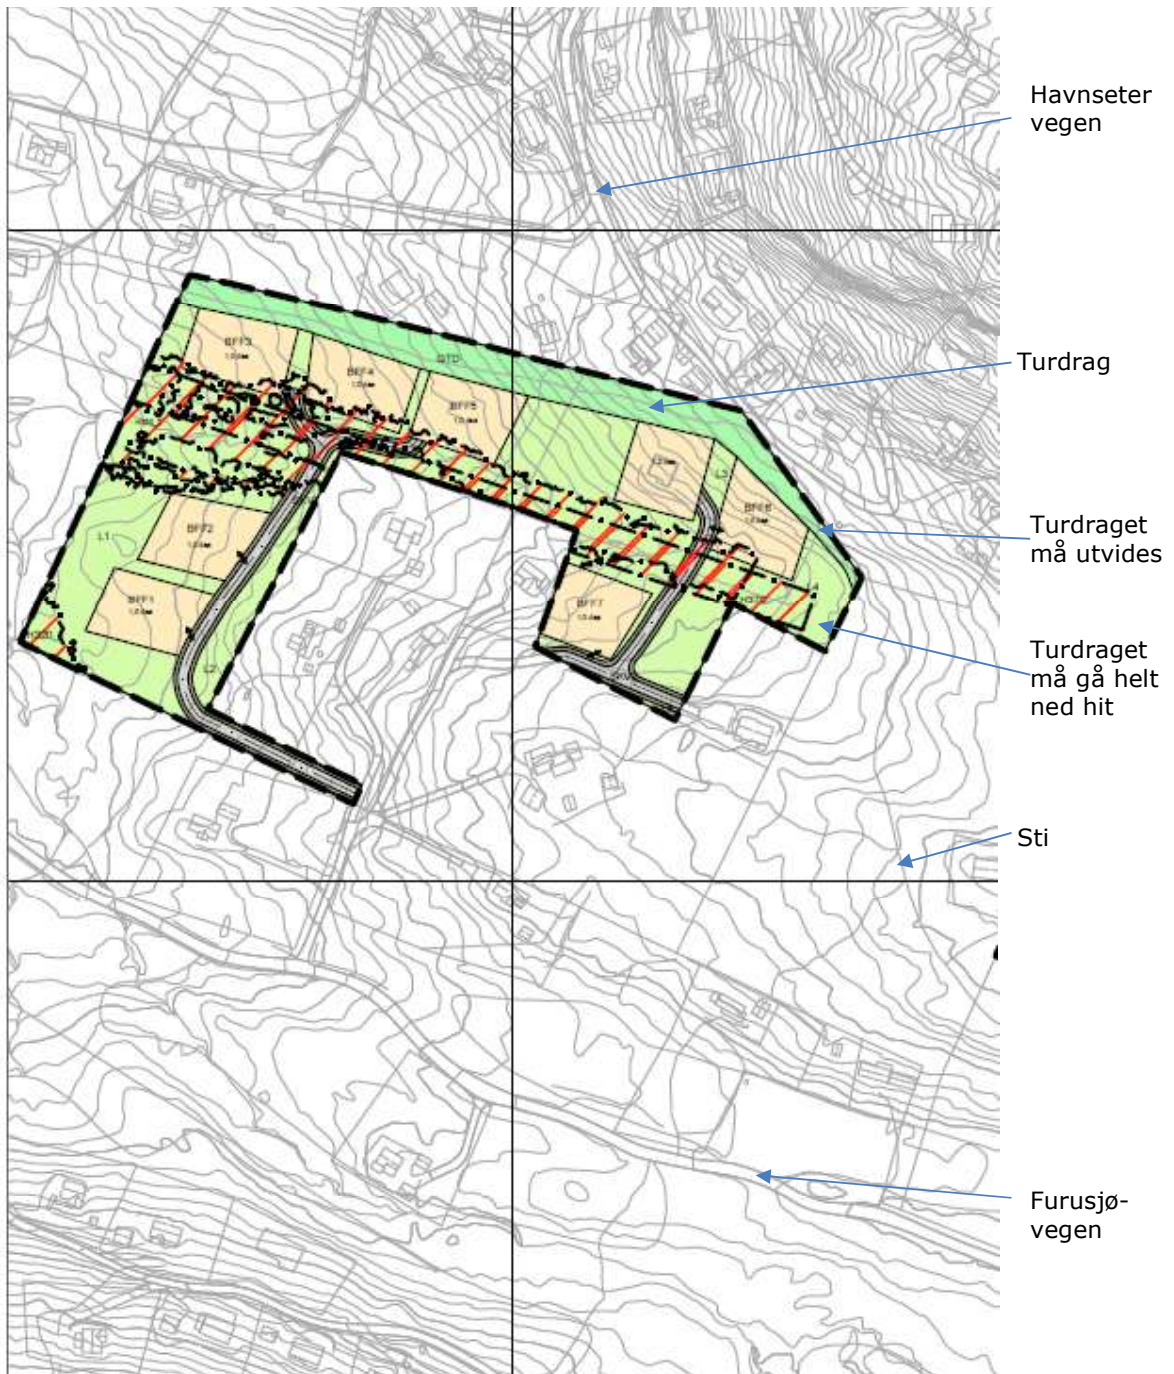 Havnseter
vegen
BFF3
BFF4
GTD
Turdrag
BFF5
L3
BFF6
BFF2
Turdraget
må utvides
L1
BFF1
BFF7
Turdraget
må gå helt
ned hit
L2
Sti
Furusjø-
vegen